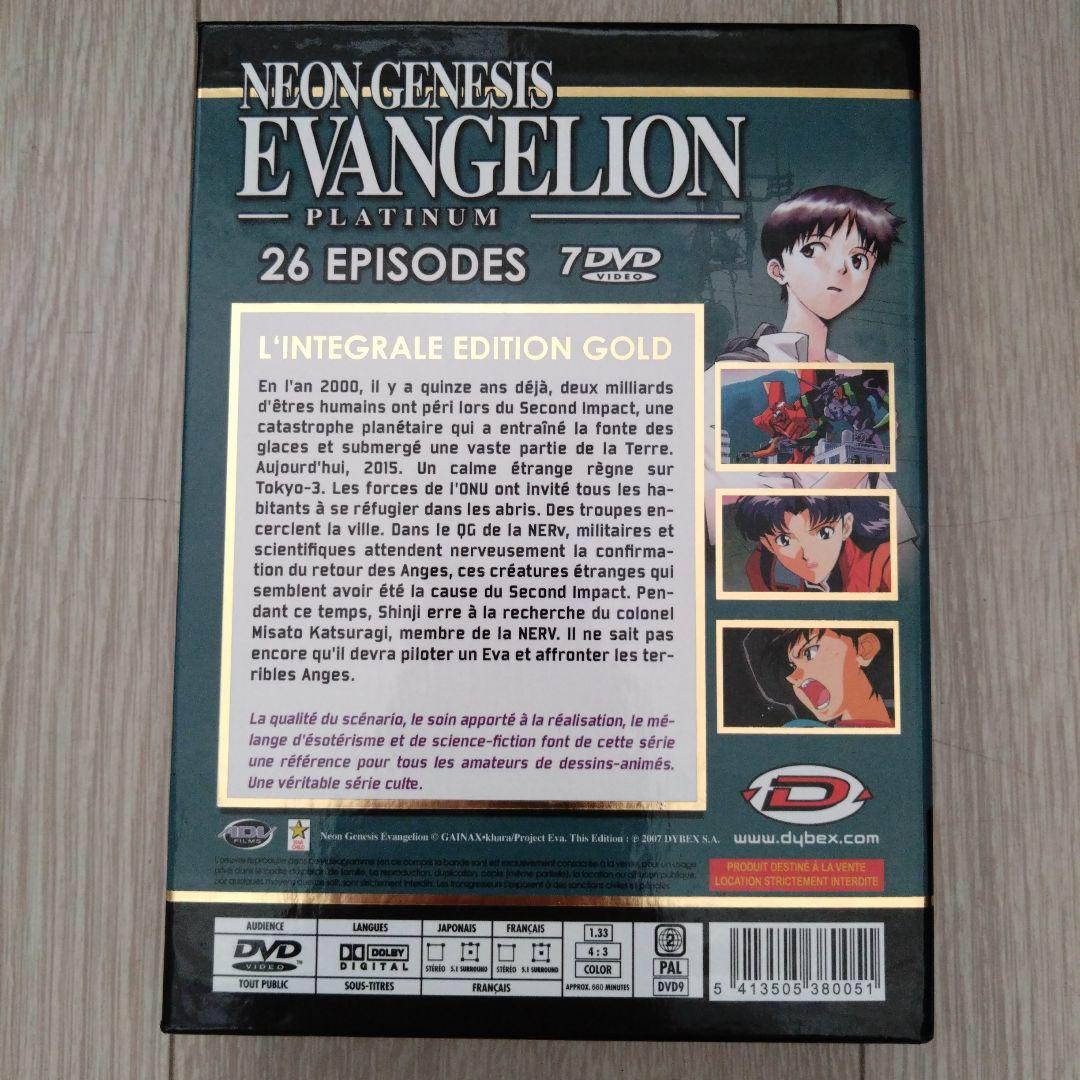 NEON GENESIS
EVANGELION
PLATINUM
26 EPISODES 7 DVD
VIDEO
L'INTEGRALE EDITION GOLD
En l'an 2000, il y a quinze ans déjà, deux milliards
d'êtres humains ont péri lors du Second Impact, une
catastrophe planétaire qui a entraîné la fonte des
glaces et submergé une vaste partie de la Terre.
Aujourd'hui, 2015. Un calme étrange règne sur
Tokyo-3. Les forces de l'ONU ont invité tous les ha-
bitants à se réfugier dans les abris. Des troupes en-
cerclent la ville. Dans le QG de la NERv, militaires et
scientifiques attendent nerveusement la confirma-
tion du retour des Anges, ces créatures étranges qui
semblent avoir été la cause du Second Impact. Pen-
dant ce temps, Shinji erre à la recherche du colonel
Misato Katsuragi, membre de la NERV. Il ne sait pas
encore qu'il devra piloter un Eva et affronter les ter-
ribles Anges.
La qualité du scénario, le soin apporté à la réalisation, le mé-
lange d'ésotérisme et de science-fiction font de cette série
une référence pour tous les amateurs de dessins-animés.
Une véritable série culte.
D
www.dybex.com
ADV
FILMS
STAR
CHILD
Neon Genesis Evangelion © GAINAX•khara/Project Eva. This Edition : ℗ 2007 DYBEX S.A.
PRODUIT DESTINÉ À LA VENTE
LOCATION STRICTEMENT INTERDITE
AUDIENCE
DVD
VIDEO
TM
TOUT PUBLIC
LANGUES
DOLBY
DIGITAL
SOUS-TITRES
JAPONAIS
STÉRÉO 5.1 SURROUND
FRANÇAIS
STÉRÉO 5.1 SURROUND
FRANÇAIS
1.33
4 : 3
COLOR
APPROX. 660 MINUTES
2
PAL
DVD9
5 413505 380051